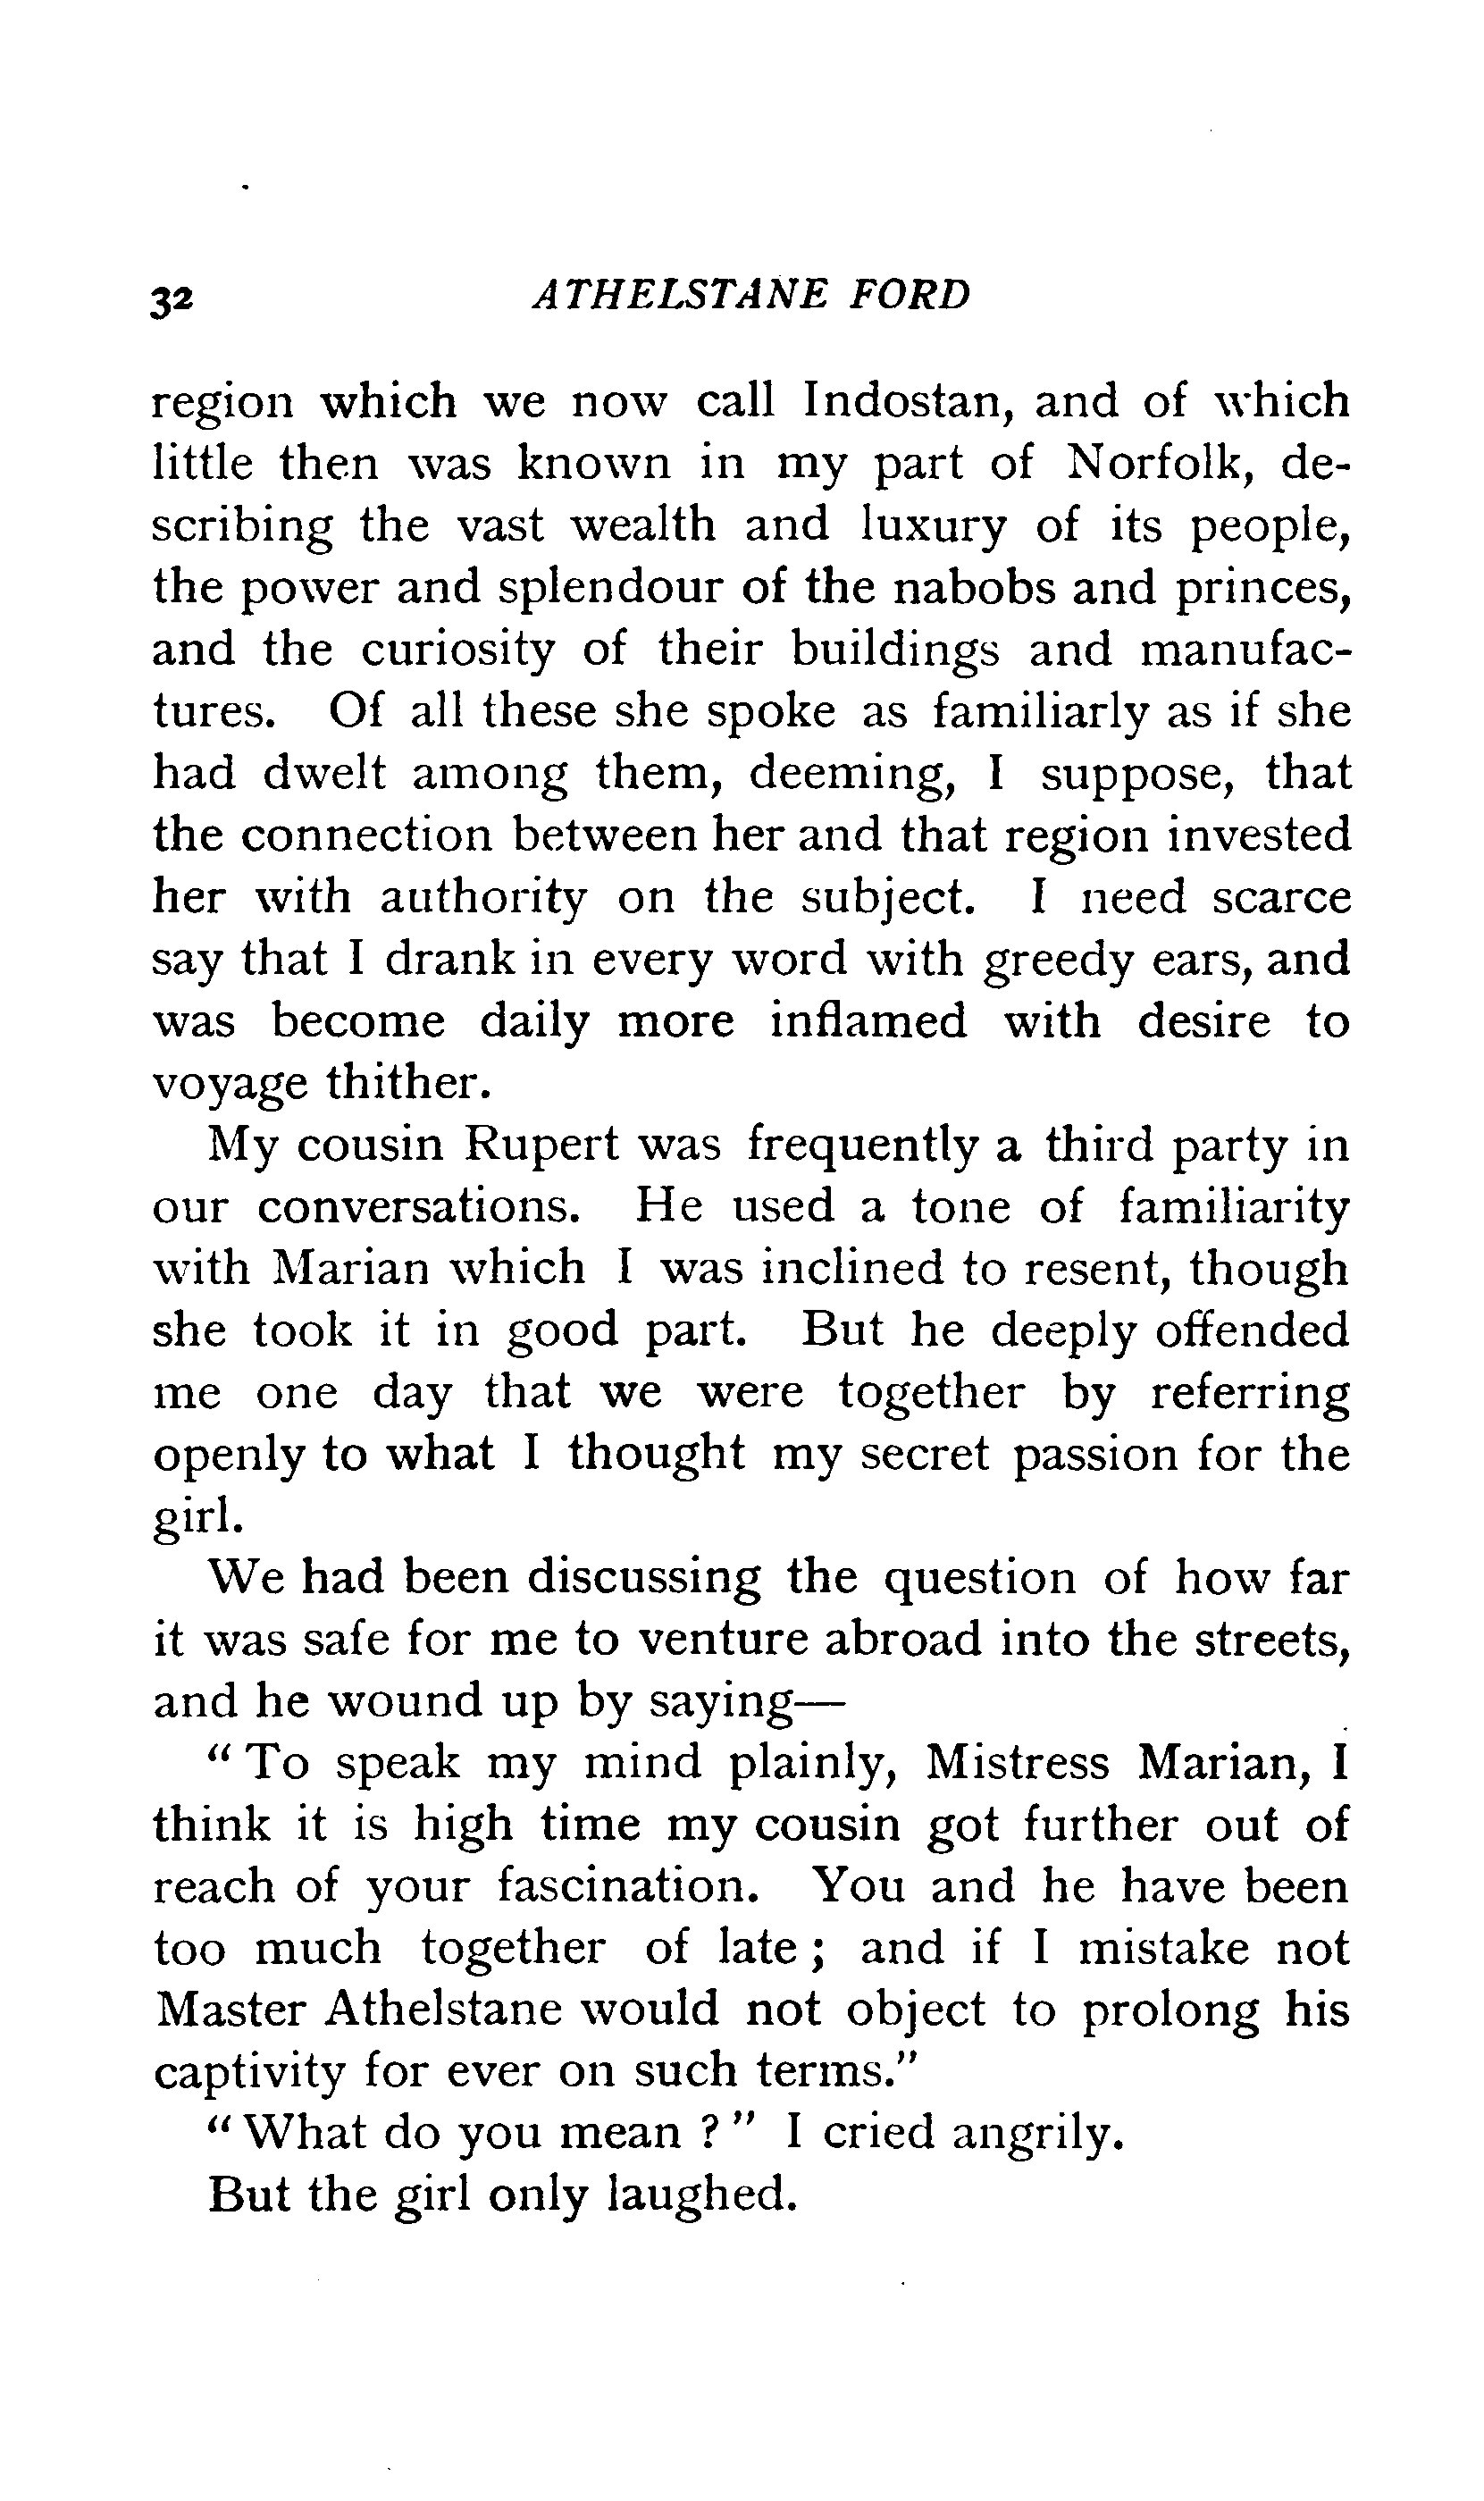 32 ATHELSTANE FORD
region which we now call Indostan, and of which
little then was known in my part of Norfolk, de-
scribing the vast wealth and luxury of its people,
the power and splendour of the nabobs and princes,
and the curiosity of their buildings and manufac-
tures. Of all these she spoke as familiarly as if she
had dwelt among them, deeming, I suppose, that
the connection between her and that region invested
her with authority on the subject. I need scarce
say that I drank in every word with greedy ears, and
was become daily more inflamed with desire to
voyage thither.
My cousin Rupert was frequently a third party in
our conversations. He used a tone of familiarity
with Marian which I was inclined to resent, though
she took it in good part. But he deeply offended
me one day that we were together by referring
openly to what I thought my secret passion for the
girl.
We had been discussing the question of how far
it was safe for me to venture abroad into the streets,
and he wound up by saying—
“ To speak my mind plainly, Mistress Marian, I
think it is high time my cousin got further out of
reach of your fascination. You and he have been
too much together of late ; and if I mistake not
Master Athelstane would not object to prolong his
captivity for ever on such terms.”
“ What do you mean ? ” I cried angrily.
But the girl only laughed.